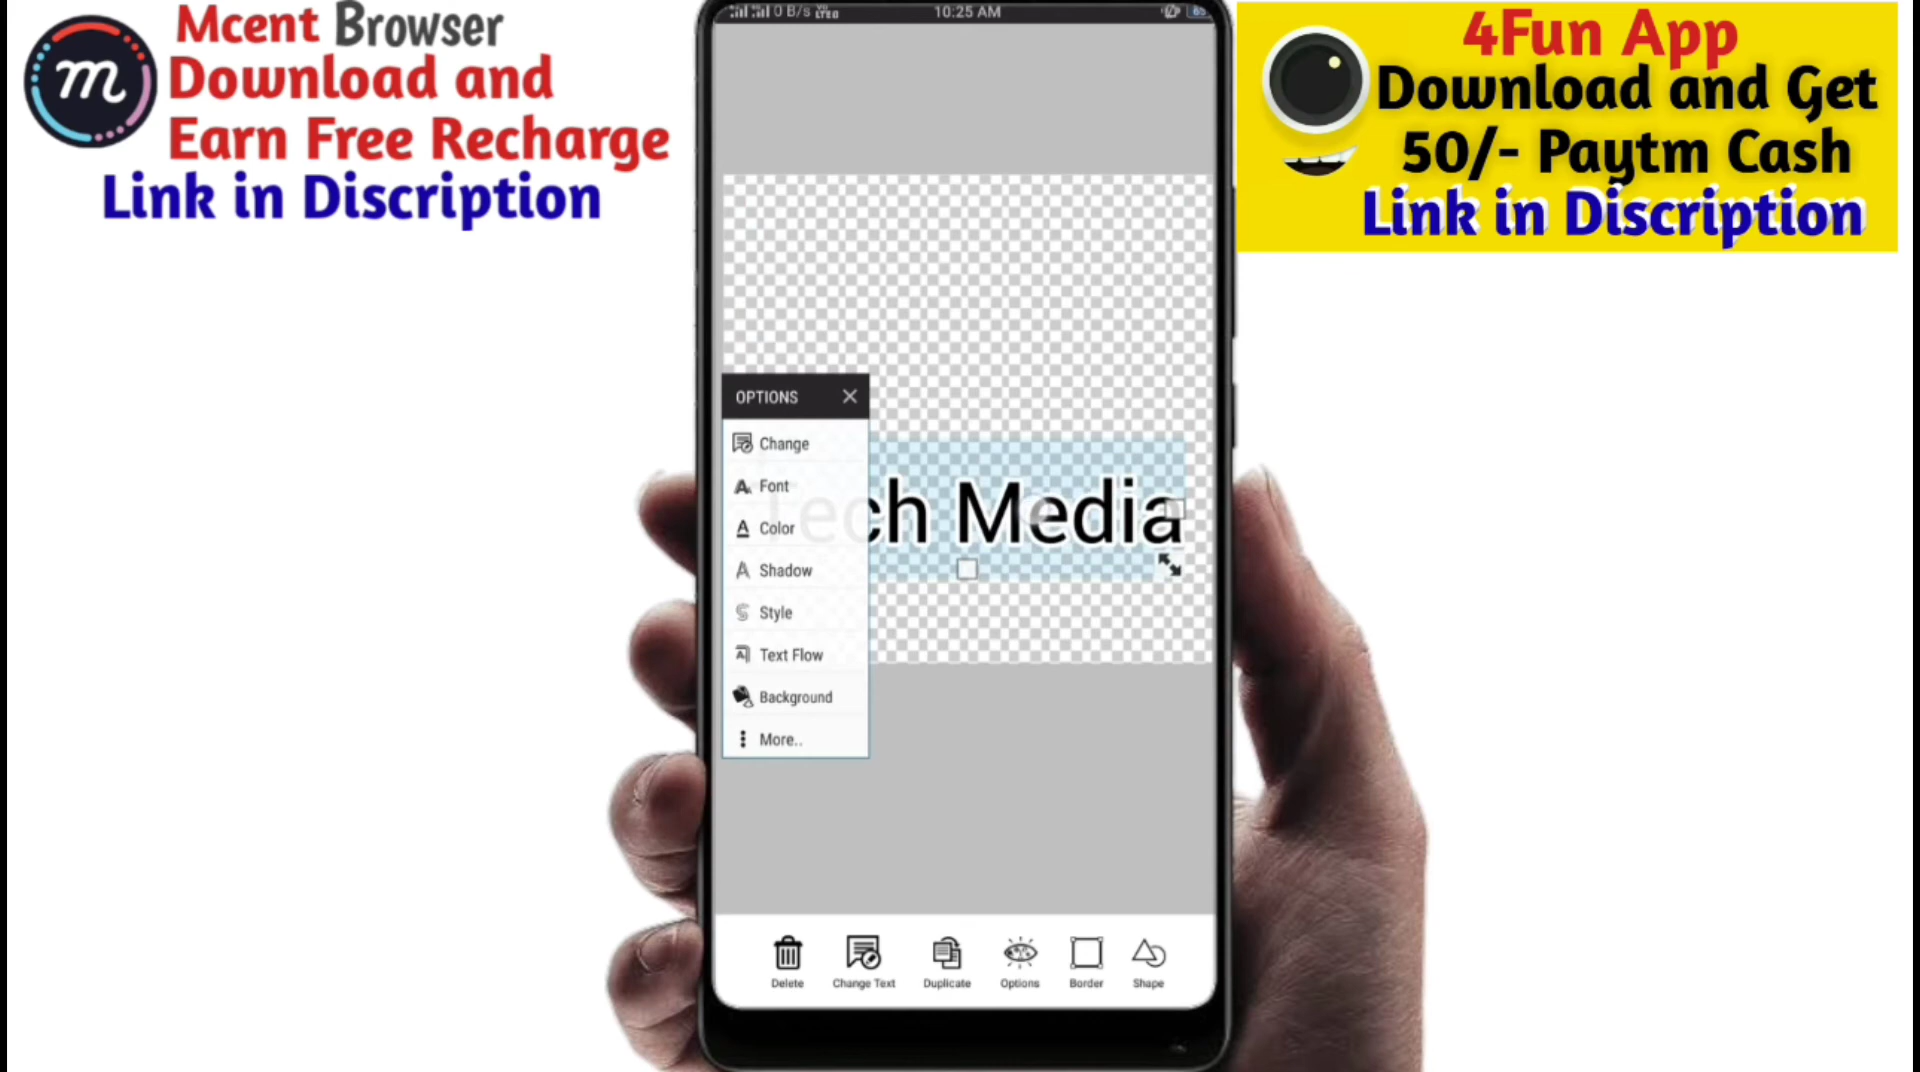 Mcent Browser
Download and
Earn Free Recharge
Link in Discription
4Fun App
Download and Get
50/- Paytm Cash
Link in Discription
0 B/s
10:25 AM
65
OPTIONS
Change
Font
Color
Shadow
Style
Text Flow
Background
More..
Tech Media
Delete
Change Text
Duplicate
Options
Border
Shape
m